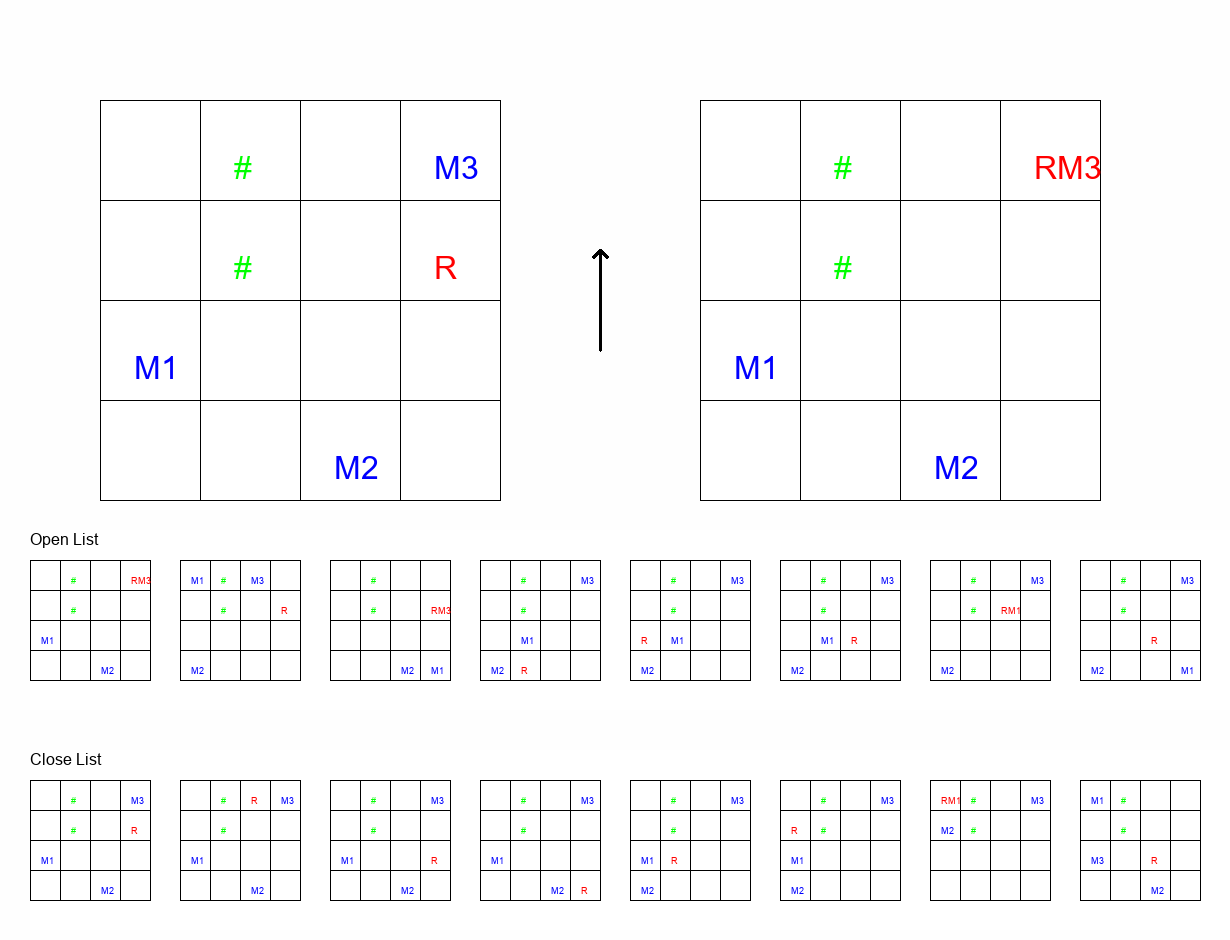 # M3 # RM3
# R #
M1 M1
M2 M2
Open List
# RM3 M1 # M3 # # M3 # M3 # M3 # M3 # M3
# # R # RM3 # # # # RM1 #
M1 M1 R M1 M1 R R
M2 M2 M2 M1 M2 R M2 M2 M2 M2 M1
Close List
# M3 # R M3 # M3 # M3 # M3 # M3 RM1 # M3 M1 #
# R # # # # R # M2 # #
M1 M1 M1 R M1 M1 R M1 M3 R
M2 M2 M2 M2 R M2 M2 M2